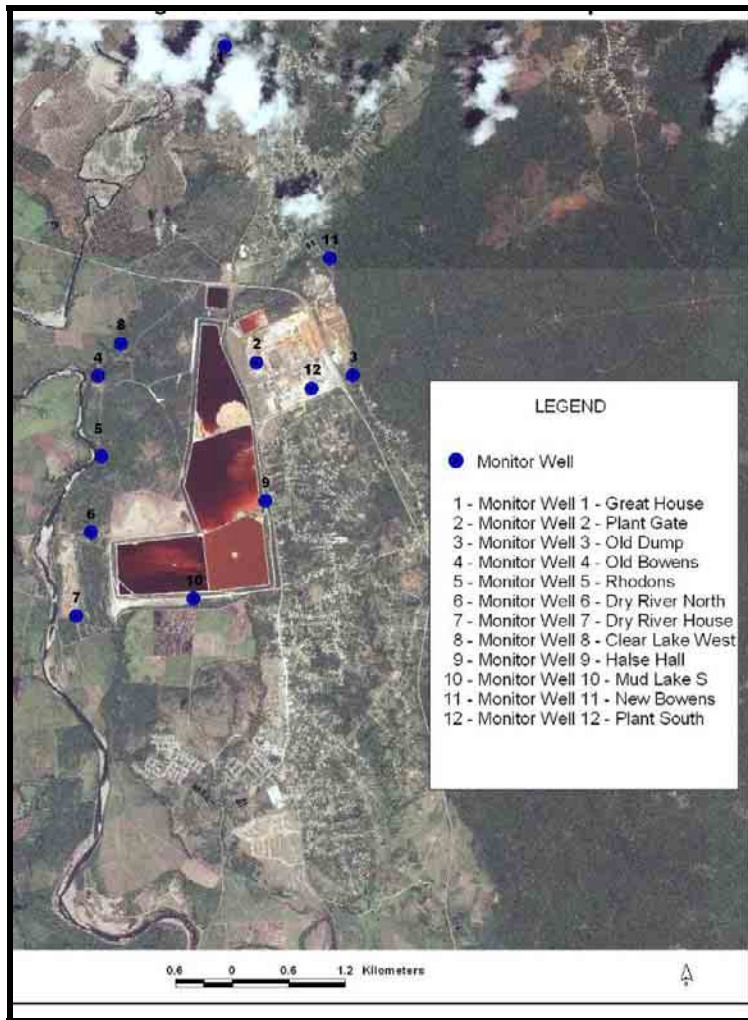 1
11
8
2
4
12
3
5
9
6
10
7
LEGEND
Monitor Well
1 - Monitor Well 1 - Great House
2 - Monitor Well 2 - Plant Gate
3 - Monitor Well 3 - Old Dump
4 - Monitor Well 4 - Old Bowens
5 - Monitor Well 5 - Rhodons
6 - Monitor Well 6 - Dry River North
7 - Monitor Well 7 - Dry River House
8 - Monitor Well 8 - Clear Lake West
9 - Monitor Well 9 - Halse Hall
10 - Monitor Well 10 - Mud Lake S
11 - Monitor Well 11 - New Bowens
12 - Monitor Well 12 - Plant South
0.6 0 0.6 1.2 Kilometers